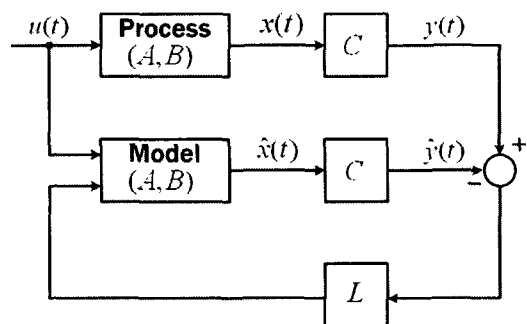 u(t)
Process
(A,B)
x(t)
C
y(t)
+
Model
(A,B)
x̂(t)
C
ŷ(t)
−
L